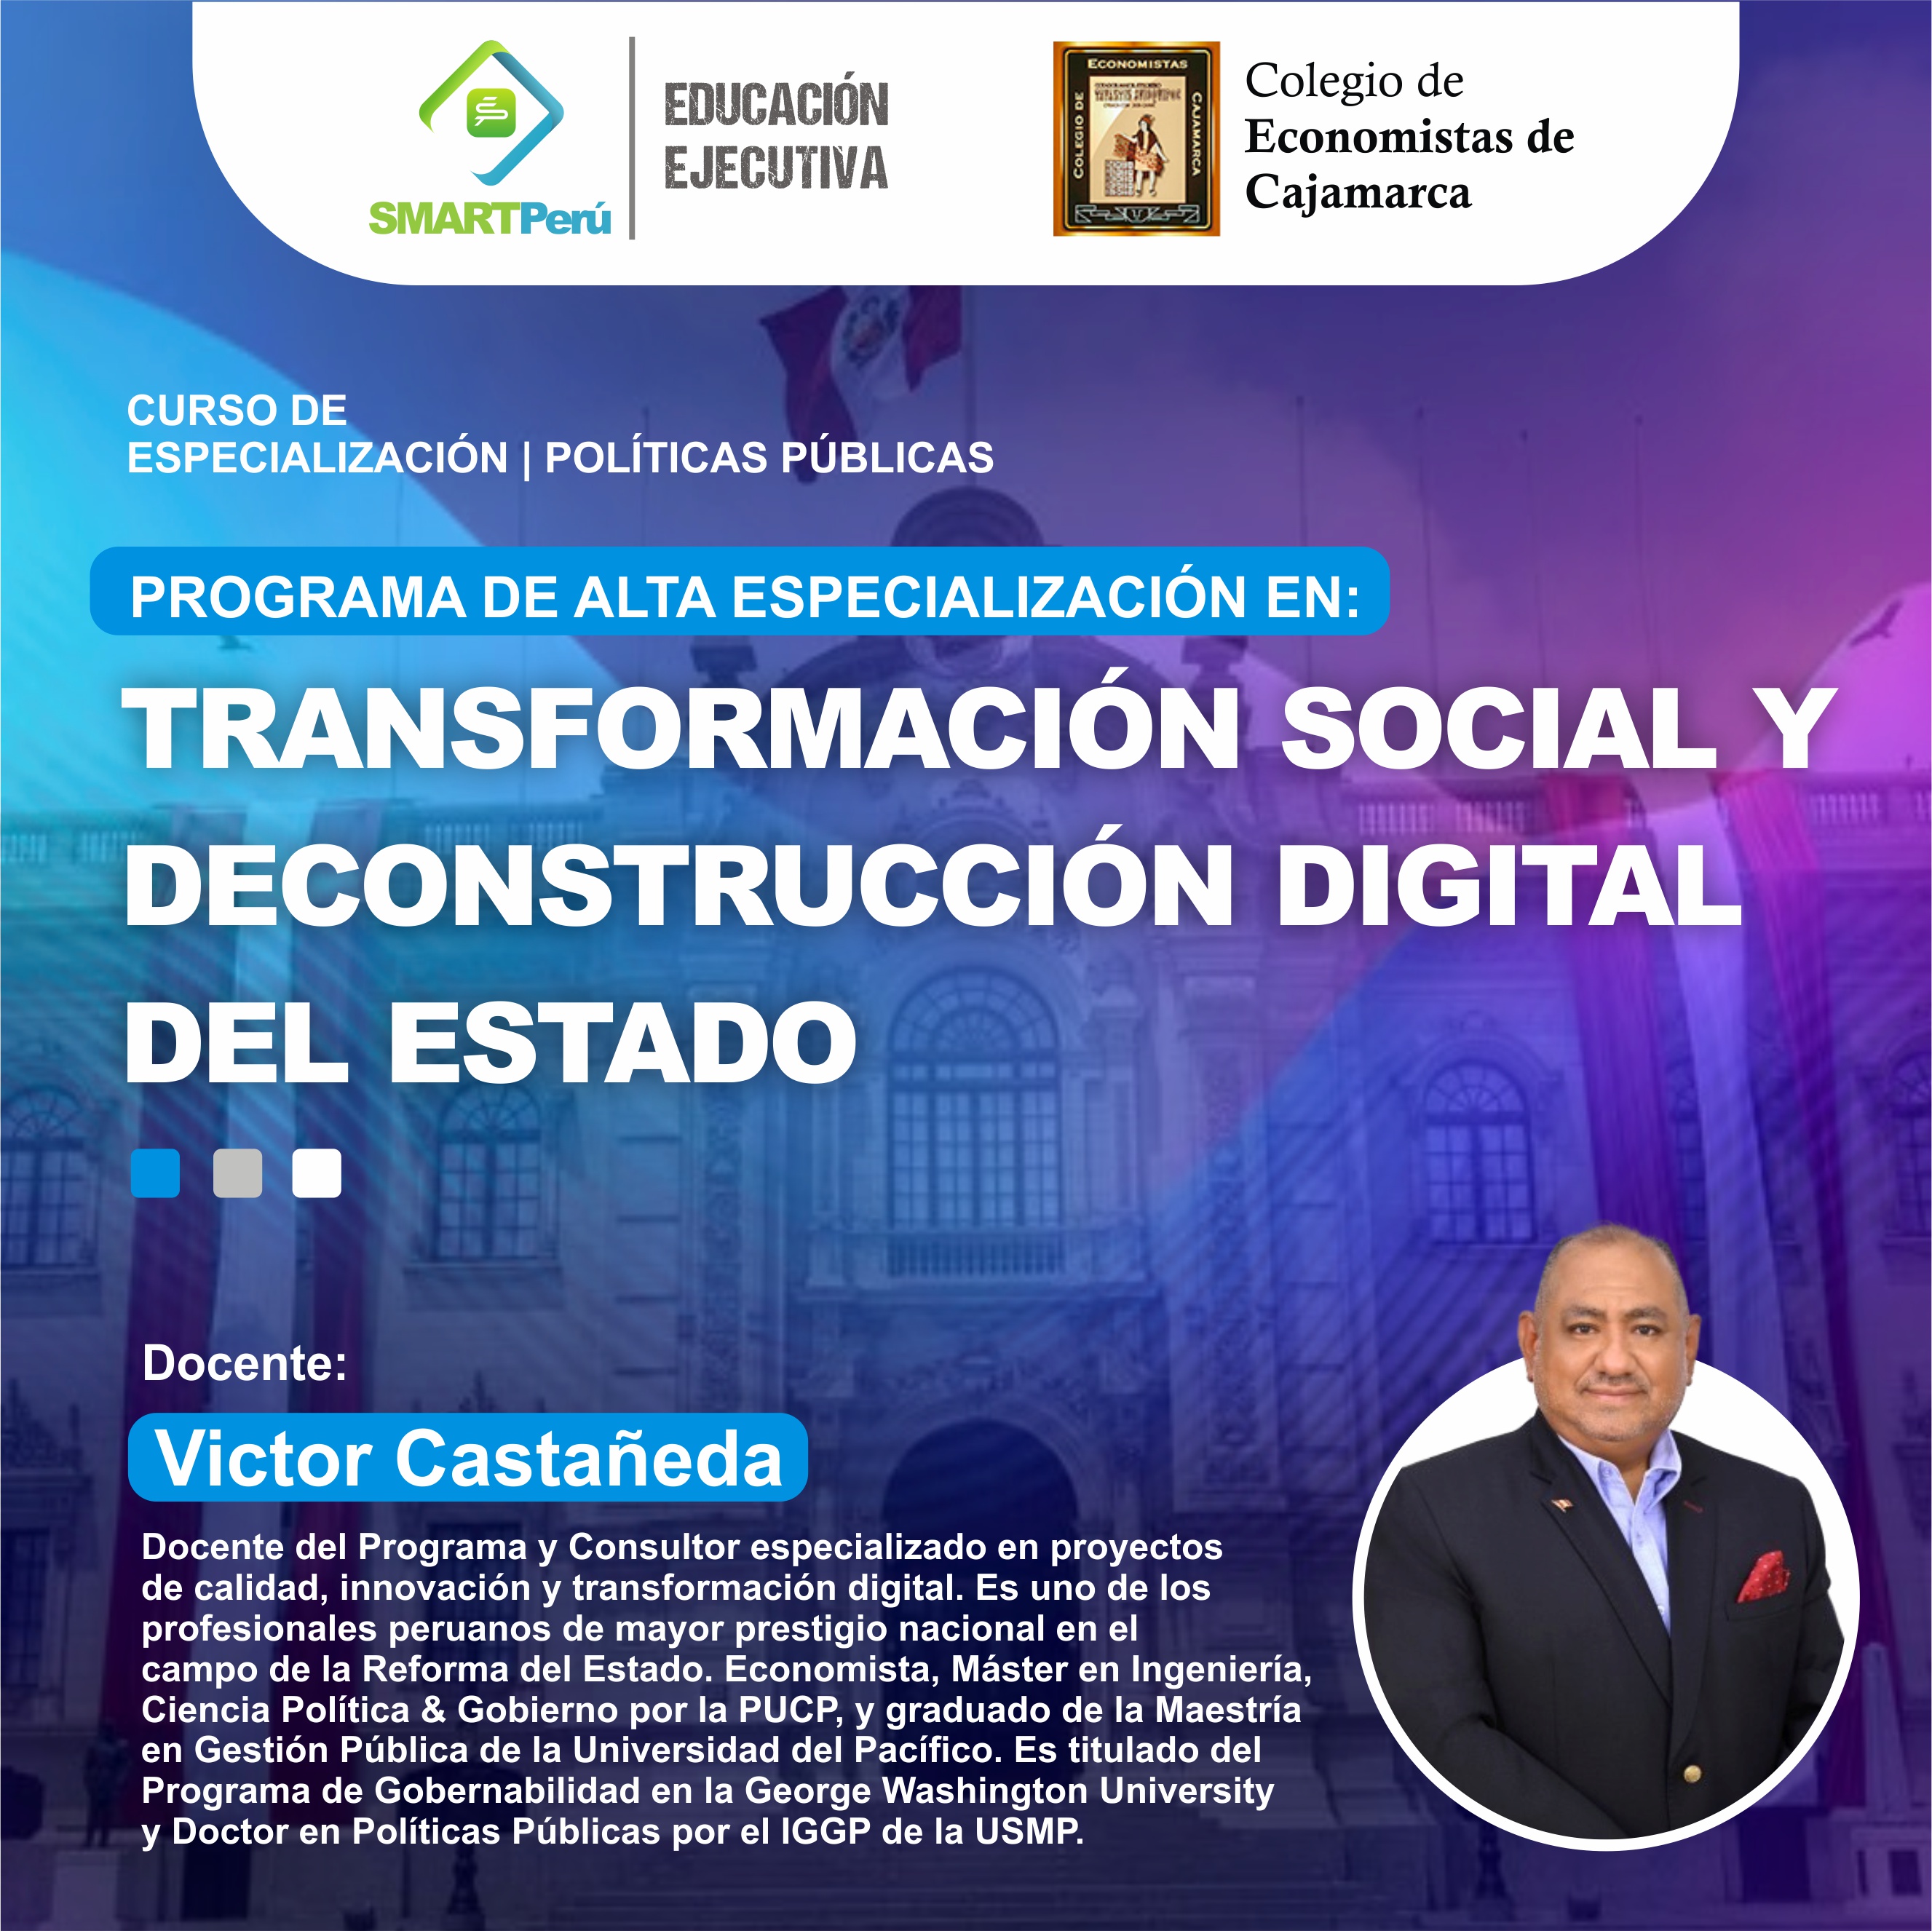 SMARTPerú
EDUCACIÓN
EJECUTIVA
ECONOMISTAS
COLEGIO DE
CAJAMARCA
Colegio de
Economistas de
Cajamarca
CURSO DE
ESPECIALIZACIÓN | POLÍTICAS PÚBLICAS
PROGRAMA DE ALTA ESPECIALIZACIÓN EN:
TRANSFORMACIÓN SOCIAL Y
DECONSTRUCCIÓN DIGITAL
DEL ESTADO
Docente:
Victor Castañeda
Docente del Programa y Consultor especializado en proyectos
de calidad, innovación y transformación digital. Es uno de los
profesionales peruanos de mayor prestigio nacional en el
campo de la Reforma del Estado. Economista, Máster en Ingeniería,
Ciencia Política & Gobierno por la PUCP, y graduado de la Maestría
en Gestión Pública de la Universidad del Pacífico. Es titulado del
Programa de Gobernabilidad en la George Washington University
y Doctor en Políticas Públicas por el IGGP de la USMP.